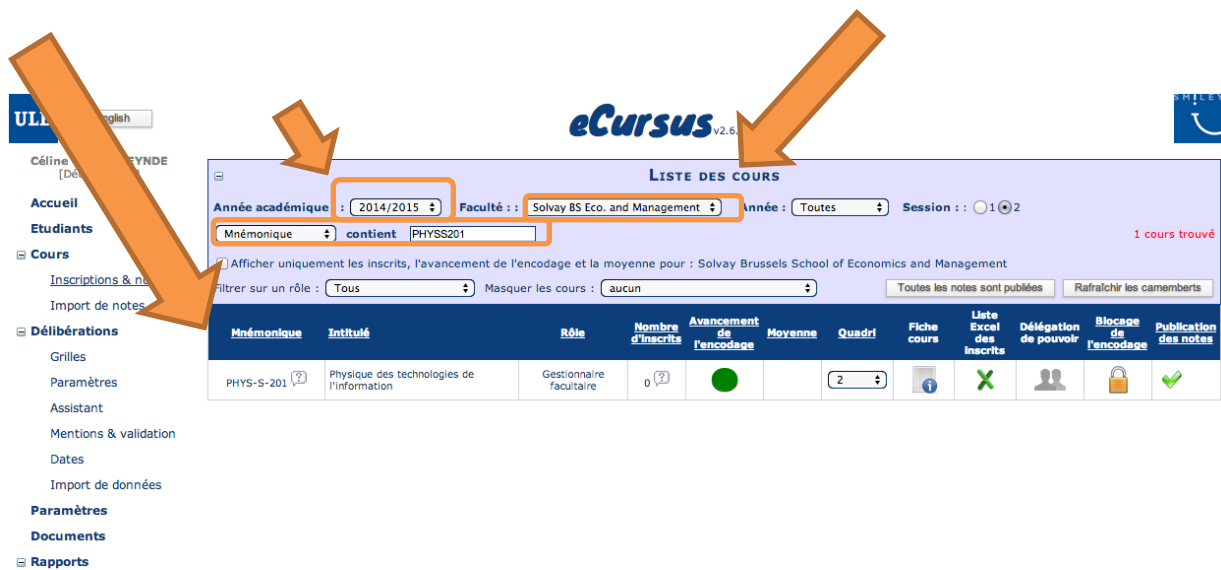 SMILEY
eCursus v2.6.
Céline
EYNDE
Accueil
Etudiants
Cours
Inscriptions &
Import de notes
Délibérations
Grilles
Paramètres
Assistant
Mentions & validation
Dates
Import de données
Paramètres
Documents
Rapports
LISTE DES COURS
Année académique : 2014/2015 Faculté : : Solvay BS Eco. and Management Année : Toutes Session : : 1 2
Mnémonique contient PHYSS201
1 cours trouvé
Afficher uniquement les inscrits, l'avancement de l'encodage et la moyenne pour : Solvay Brussels School of Economics and Management
Filtrer sur un rôle : Tous Masquer les cours : aucun Toutes les notes sont publiées Rafraîchir les camemberts
Mnémonique Intitulé Rôle Nombre d'inscrits Avancement de l'encodage Moyenne Quadri Fiche cours Liste Excel des inscrits Délégation de pouvoir Blocage de l'encodage Publication des notes
PHYS-S-201 Physique des technologies de l'information Gestionnaire facultaire 0 2